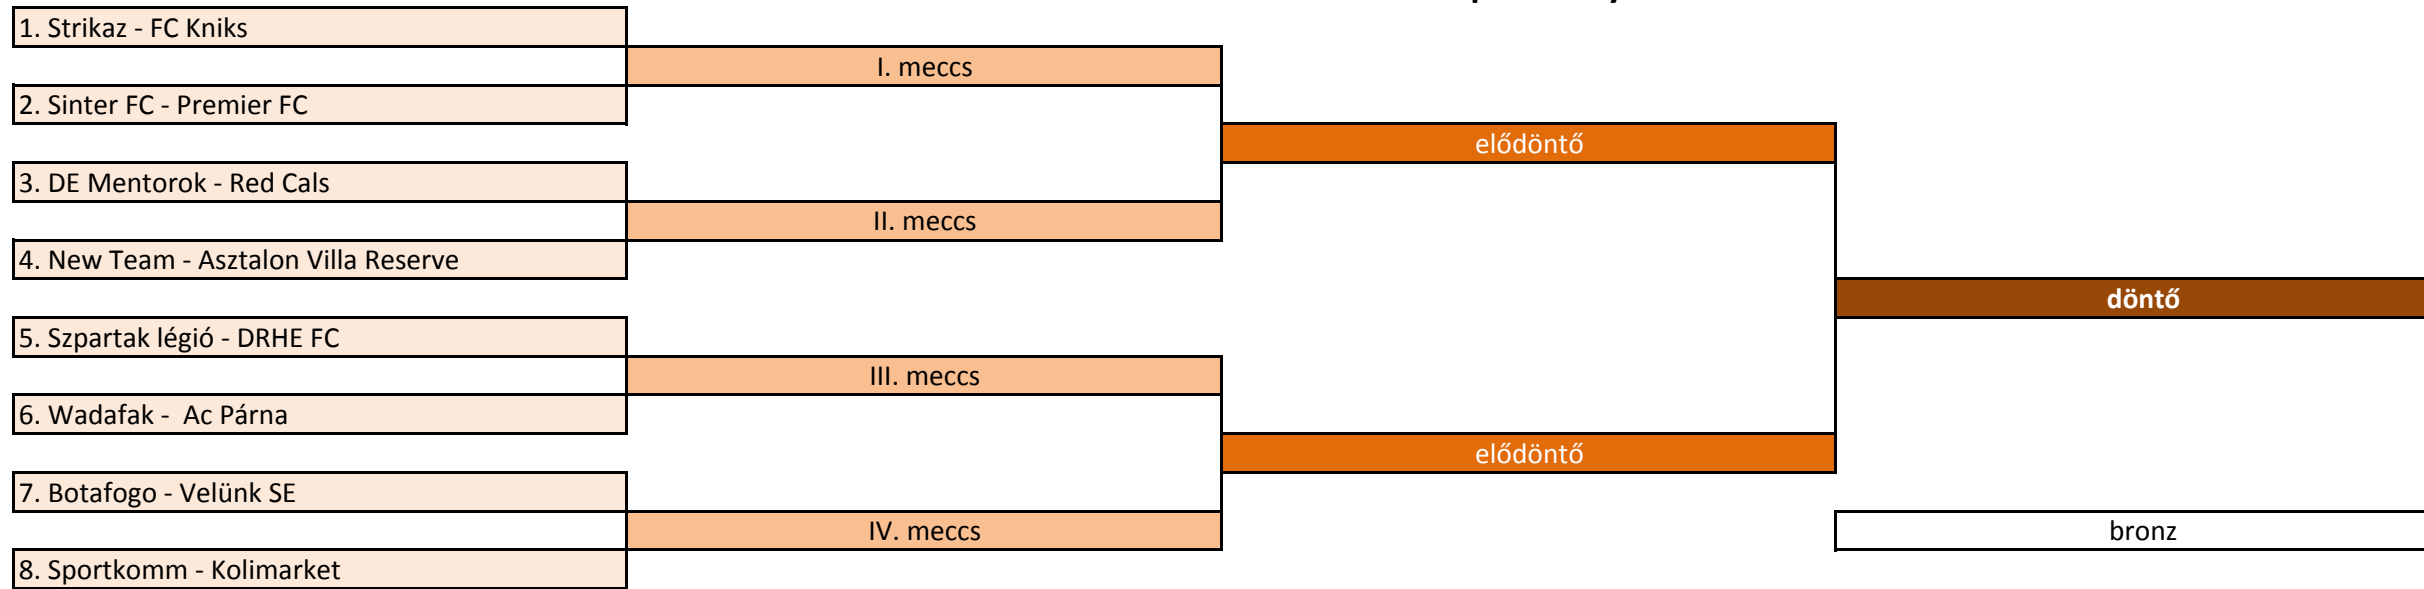 1. Strikaz - FC Kniks
I. meccs
2. Sinter FC - Premier FC
elődöntő
3. DE Mentorok - Red Cals
II. meccs
4. New Team - Asztalon Villa Reserve
döntő
5. Szpartak légió - DRHE FC
III. meccs
6. Wadafak -  Ac Párna
elődöntő
7. Botafogo - Velünk SE
IV. meccs
bronz
8. Sportkomm - Kolimarket